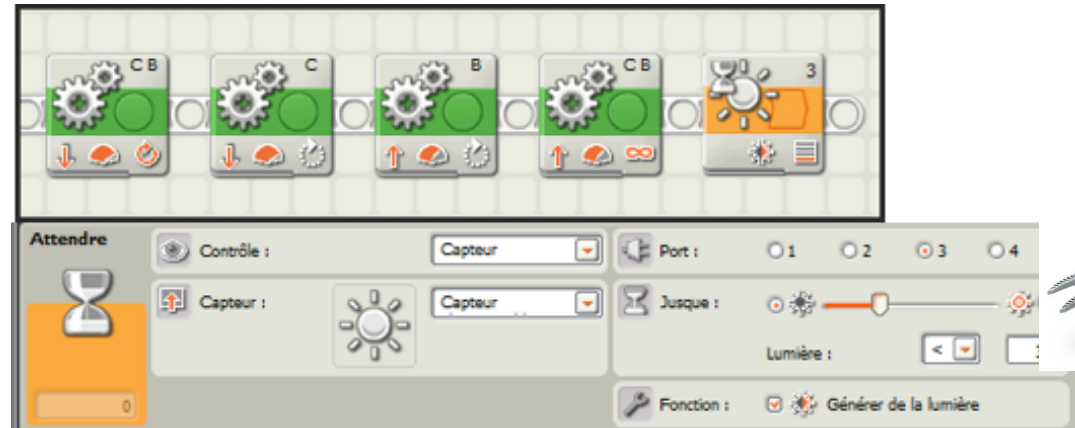 C B
C
B
C B
3
Attendre
Contrôle :
Capteur
Port :
1
2
3
4
Capteur :
Capteur
Jusque :
Lumière :
<
0
Fonction :
Générer de la lumière